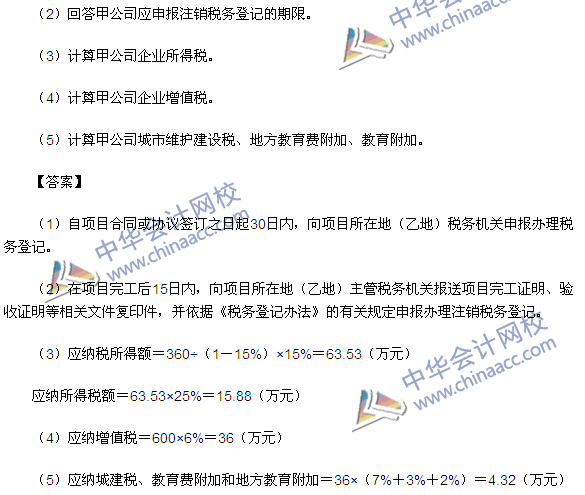 （2）回答甲公司应申报注销税务登记的期限。
（3）计算甲公司企业所得税。
（4）计算甲公司企业增值税。
（5）计算甲公司城市维护建设税、地方教育费附加、教育附加。
【答案】
（1）自项目合同或协议签订之日起30日内，向项目所在地（乙地）税务机关申报办理税
务登记。
（2）在项目完工后15日内，向项目所在地（乙地）主管税务机关报送项目完工证明、验
收证明等相关文件复印件，并依据《税务登记办法》的有关规定申报办理注销税务登记。
（3）应纳税所得额＝360÷（1－15%）×15%＝63.53（万元）
应纳所得税额＝63.53×25%＝15.88（万元）
（4）应纳增值税＝600×6%＝36（万元）
（5）应纳城建税、教育费附加和地方教育附加＝36×（7%＋3%＋2%）＝4.32（万元）
中华会计网校
www.chinaacc.com
中华会计网校
www.chinaacc.com
中华会计网校
www.chinaacc.com